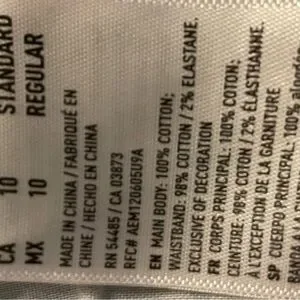 CA 10 STANDARD
MX 10 REGULAR
MADE IN CHINA / FABRIQUÉ EN
CHINE / HECHO EN CHINA
RN 54485 / CA 03873
RFC# AEM12060509A
EN MAIN BODY: 100% COTTON;
WAISTBAND: 98% COTTON / 2% ELASTANE.
EXCLUSIVE OF DECORATION
FR CORPS PRINCIPAL: 100% COTON;
CEINTURE: 98% COTON / 2% ÉLASTHANNE.
À L'EXCEPTION DE LA GARNITURE
SP CUERPO PRINCIPAL: 100%